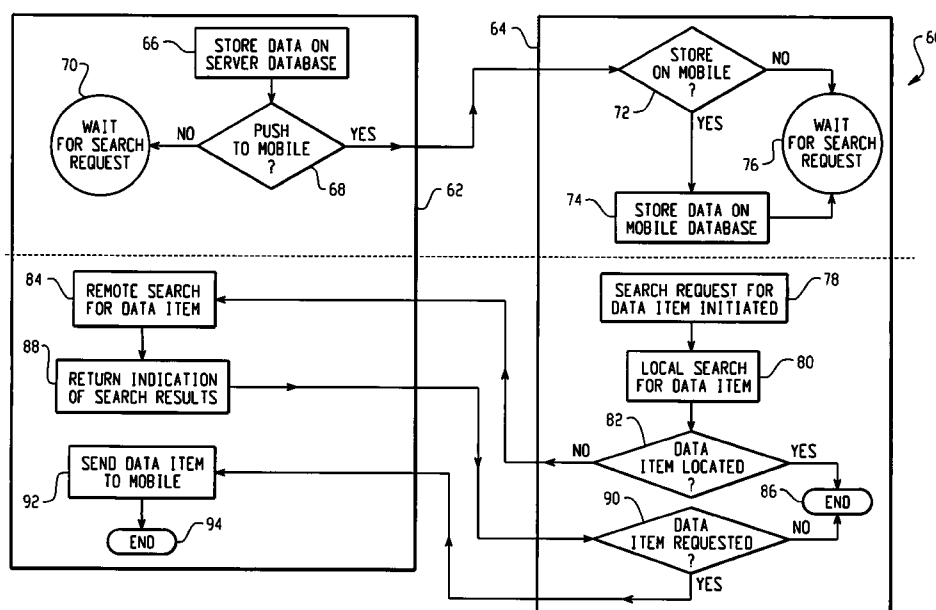 66
STORE DATA ON
SERVER DATABASE
70
WAIT
FOR SEARCH
REQUEST
NO
PUSH
TO MOBILE
?
YES
68
62
64
STORE
ON MOBILE
?
NO
72
YES
76
WAIT
FOR SEARCH
REQUEST
74
STORE DATA ON
MOBILE DATABASE
84
REMOTE SEARCH
FOR DATA ITEM
88
RETURN INDICATION
OF SEARCH RESULTS
SEND DATA ITEM
TO MOBILE
92
END
94
SEARCH REQUEST FOR
DATA ITEM INITIATED
78
LOCAL SEARCH
FOR DATA ITEM
80
82
NO
DATA
ITEM LOCATED
?
YES
86
END
90
DATA
ITEM REQUESTED
?
NO
YES